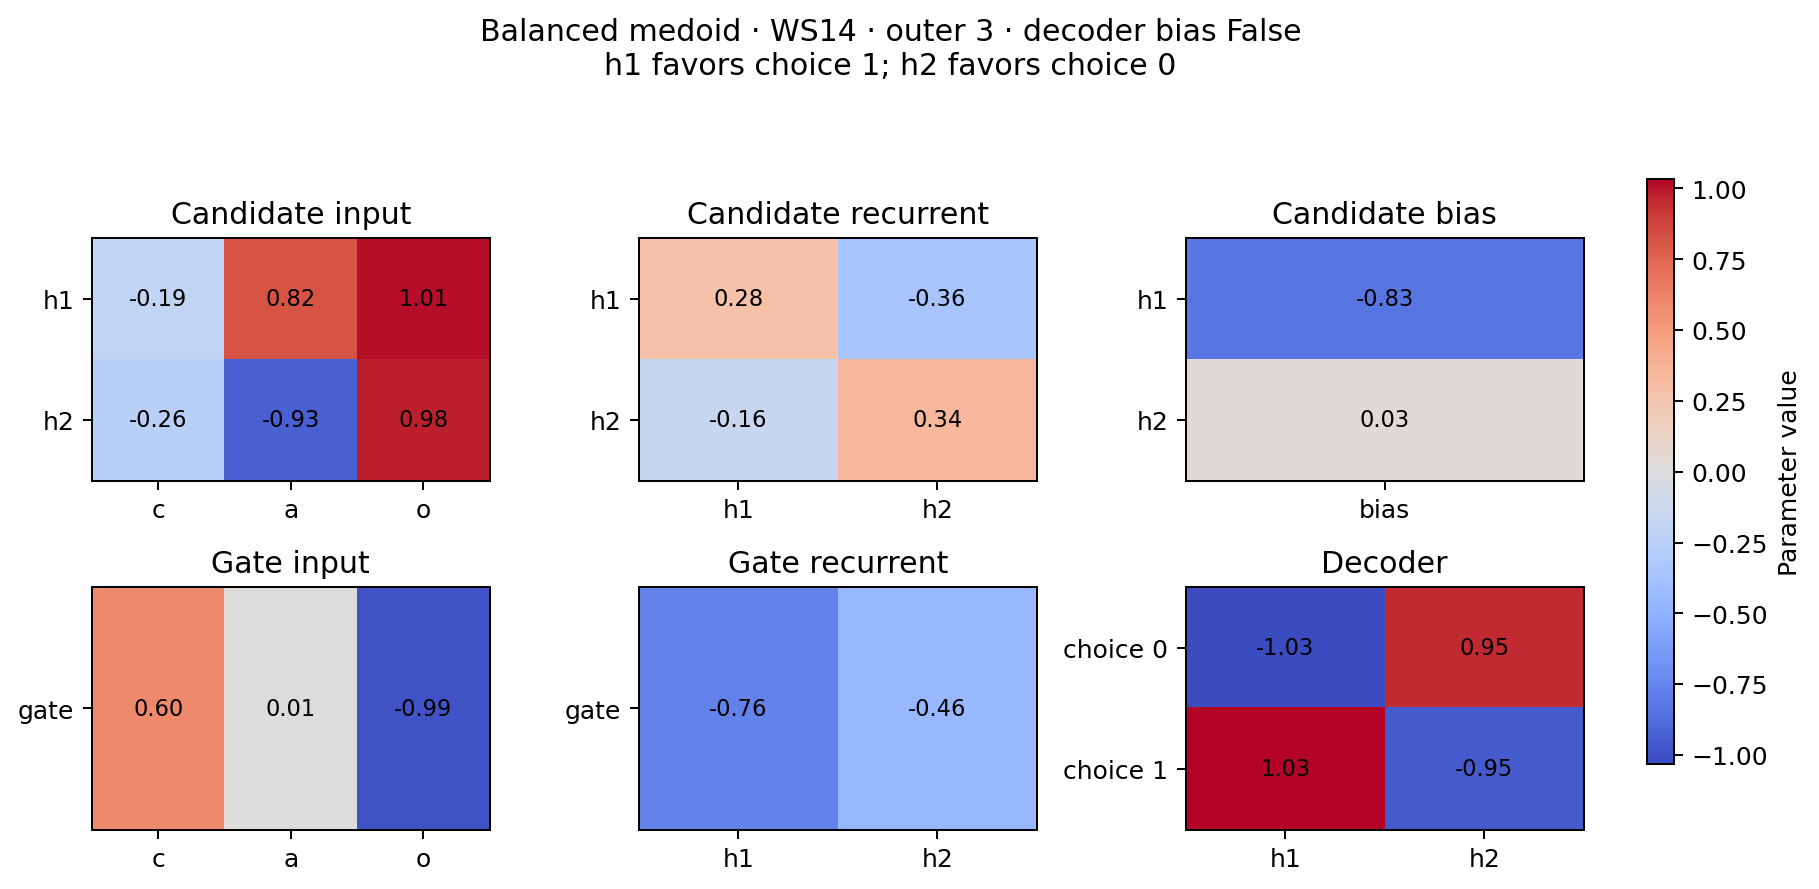 Balanced medoid · WS14 · outer 3 · decoder bias False
h1 favors choice 1; h2 favors choice 0
Candidate input
h1
-0.19
0.82
1.01
h2
-0.26
-0.93
0.98
c
a
o
Candidate recurrent
h1
0.28
-0.36
h2
-0.16
0.34
h1
h2
Candidate bias
h1
-0.83
h2
0.03
bias
Gate input
gate
0.60
0.01
-0.99
c
a
o
Gate recurrent
gate
-0.76
-0.46
h1
h2
Decoder
choice 0
-1.03
0.95
choice 1
1.03
-0.95
h1
h2
1.00
0.75
0.50
0.25
0.00
−0.25
−0.50
−0.75
−1.00
Parameter value